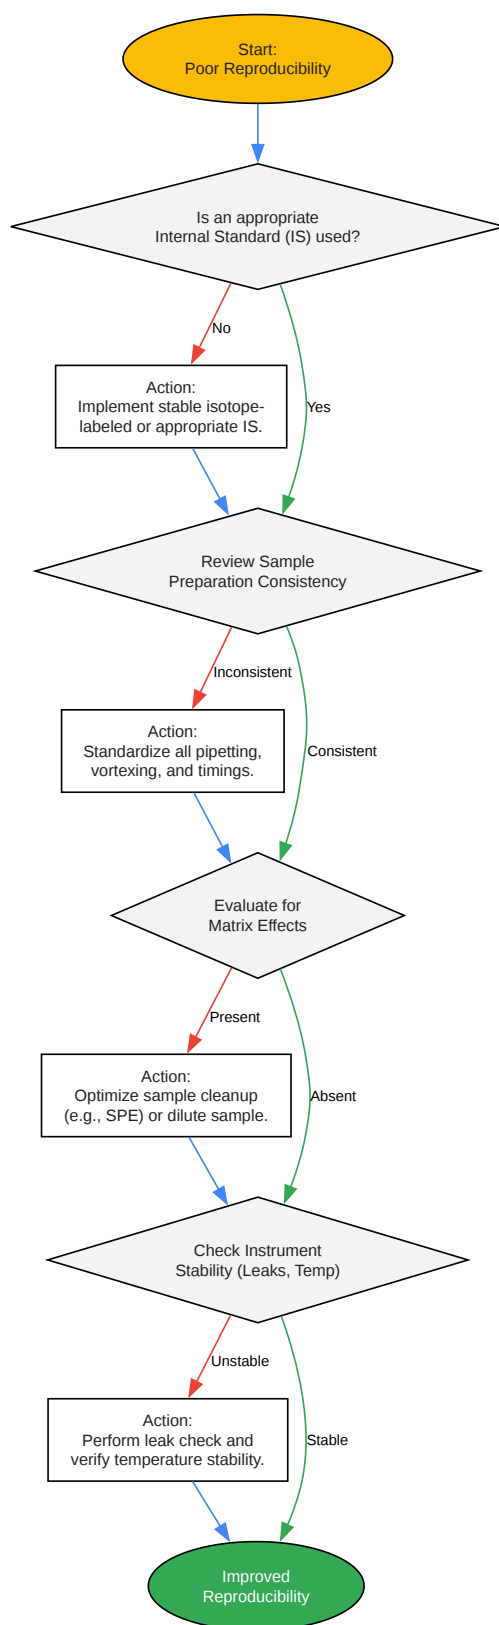 Start:
Poor Reproducibility
Is an appropriate
Internal Standard (IS) used?
No
Yes
Action:
Implement stable isotope-
labeled or appropriate IS.
Review Sample
Preparation Consistency
Inconsistent
Consistent
Action:
Standardize all pipetting,
vortexing, and timings.
Evaluate for
Matrix Effects
Present
Absent
Action:
Optimize sample cleanup
(e.g., SPE) or dilute sample.
Check Instrument
Stability (Leaks, Temp)
Unstable
Stable
Action:
Perform leak check and
verify temperature stability.
Improved
Reproducibility